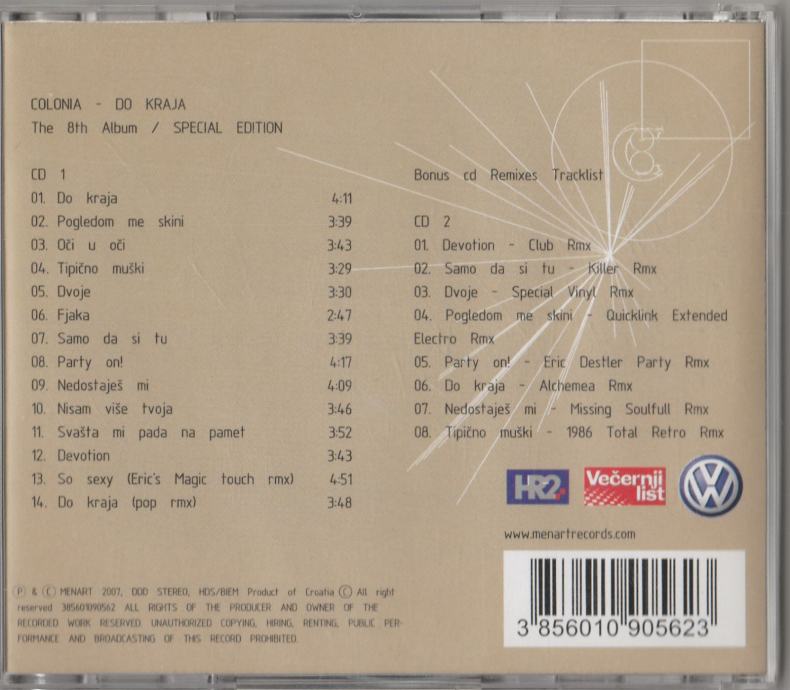 COLONIA - DO KRAJA
The 8th Album / SPECIAL EDITION
CD 1
01. Do kraja 4:11
02. Pogledom me skini 3:39
03. Oči u oči 3:43
04. Tipično muški 3:29
05. Dvoje 3:30
06. Fjaka 2:47
07. Samo da si tu 3:39
08. Party on! 4:17
09. Nedostaješ mi 4:09
10. Nisam više tvoja 3:46
11. Svašta mi pada na pamet 3:52
12. Devotion 3:43
13. So sexy (Eric's Magic touch rmx) 4:51
14. Do kraja (pop rmx) 3:48
Bonus cd Remixes Tracklist
CD 2
01. Devotion - Club Rmx
02. Samo da si tu - Killer Rmx
03. Dvoje - Special Vinyl Rmx
04. Pogledom me skini - Quicklink Extended
Electro Rmx
05. Party on! - Eric Destler Party Rmx
06. Do kraja - Alchemea Rmx
07. Nedostaješ mi - Missing Soulfull Rmx
08. Tipično muški - 1986 Total Retro Rmx
HR2
Večernji
list
VW
www.menartrecords.com
Ⓟ & Ⓒ MENART 2007, DDD STEREO, HDS/BIEM Product of Croatia Ⓒ All right
reserved 385601090562 ALL RIGHTS OF THE PRODUCER AND OWNER OF THE
RECORDED WORK RESERVED. UNAUTHORIZED COPYING, HIRING, RENTING, PUBLIC PER-
FORMANCE AND BROADCASTING OF THIS RECORD PROHIBITED.
3 856010 905623